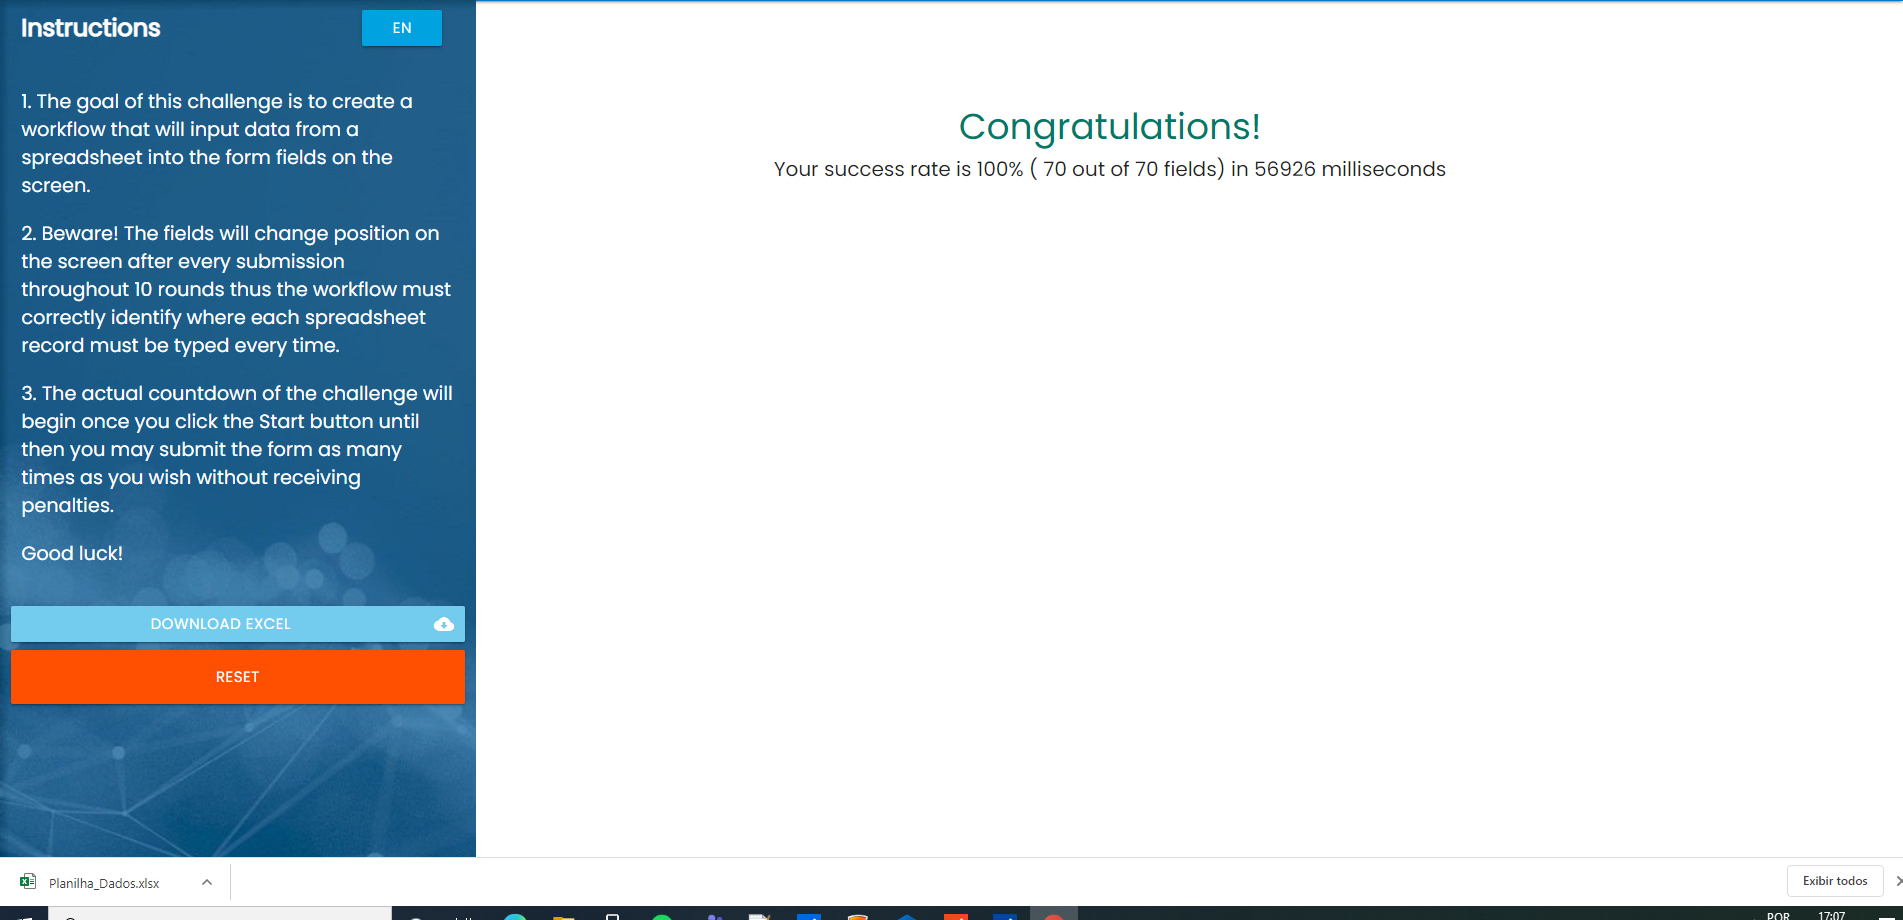 Instructions
EN
1. The goal of this challenge is to create a
workflow that will input data from a
spreadsheet into the form fields on the
screen.
2. Beware! The fields will change position on
the screen after every submission
throughout 10 rounds thus the workflow must
correctly identify where each spreadsheet
record must be typed every time.
3. The actual countdown of the challenge will
begin once you click the Start button until
then you may submit the form as many
times as you wish without receiving
penalties.
Good luck!
DOWNLOAD EXCEL
RESET
Congratulations!
Your success rate is 100% ( 70 out of 70 fields) in 56926 milliseconds
Planilha_Dados.xlsx
Exibir todos
POR
17:07